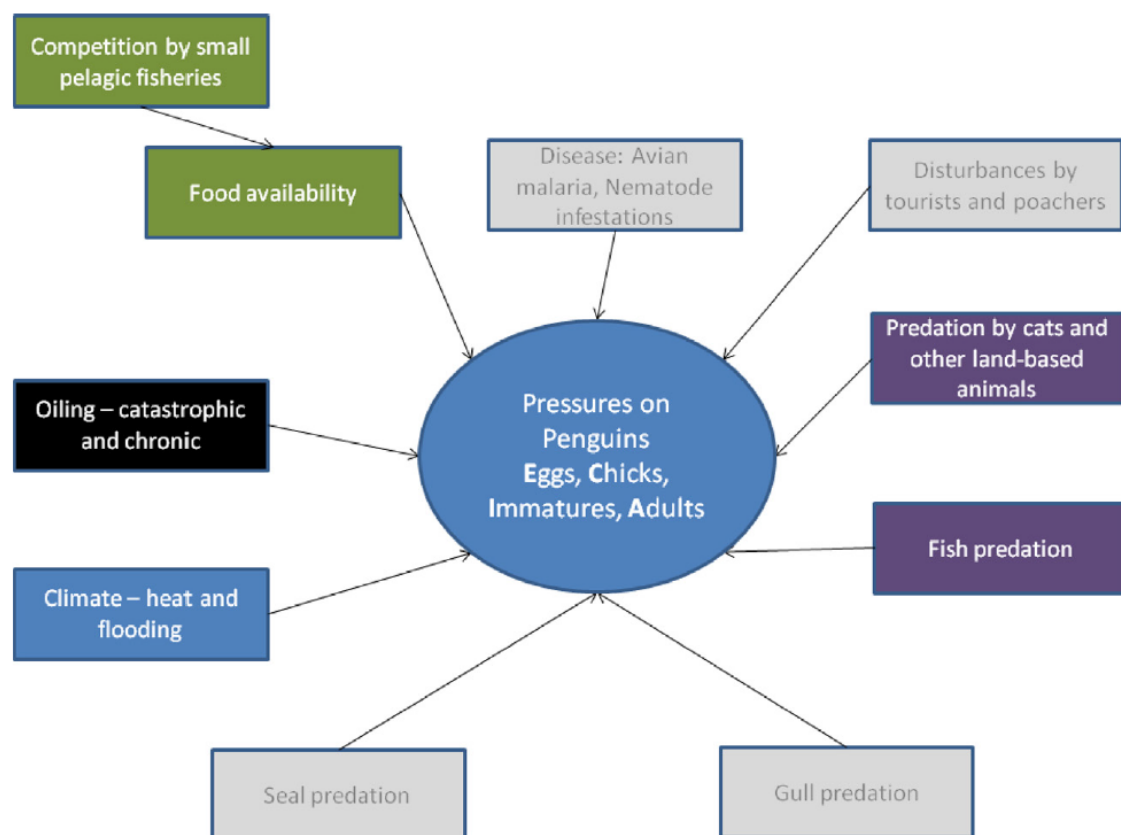 Competition by small
pelagic fisheries
Food availability
Disease: Avian
malaria, Nematode
infestations
Disturbances by
tourists and poachers
Predation by cats and
other land-based
animals
Oiling – catastrophic
and chronic
Pressures on
Penguins
Eggs, Chicks,
Immatures, Adults
Fish predation
Climate – heat and
flooding
Seal predation
Gull predation